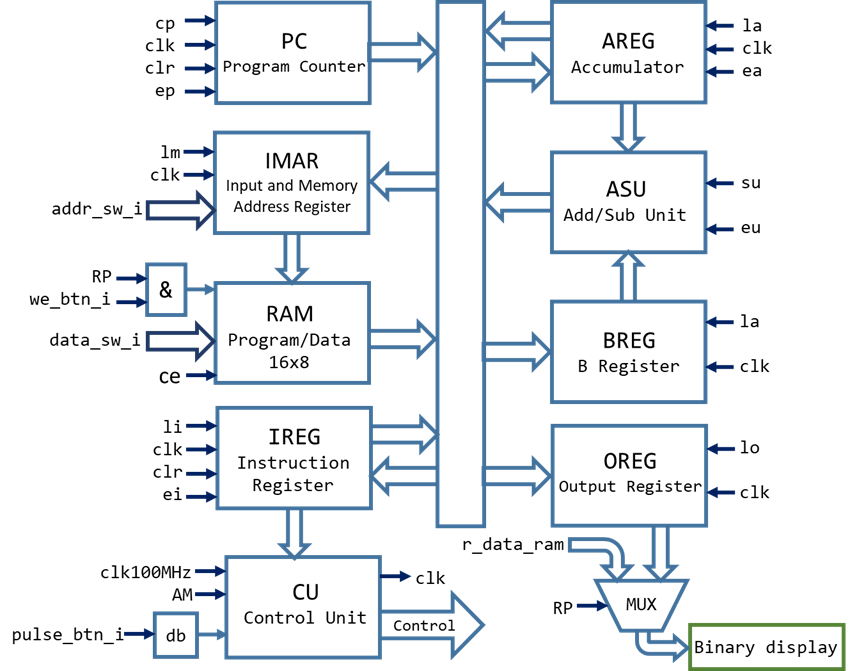 cp
clk
clr
ep
PC
Program Counter
AREG
Accumulator
la
clk
ea
lm
clk
addr_sw_i
IMAR
Input and Memory
Address Register
ASU
Add/Sub Unit
su
eu
RP
we_btn_i
&
data_sw_i
ce
RAM
Program/Data
16x8
BREG
B Register
la
clk
li
clk
clr
ei
IREG
Instruction
Register
OREG
Output Register
lo
clk
clk100MHz
AM
pulse_btn_i
db
CU
Control Unit
clk
Control
r_data_ram
RP
MUX
Binary display